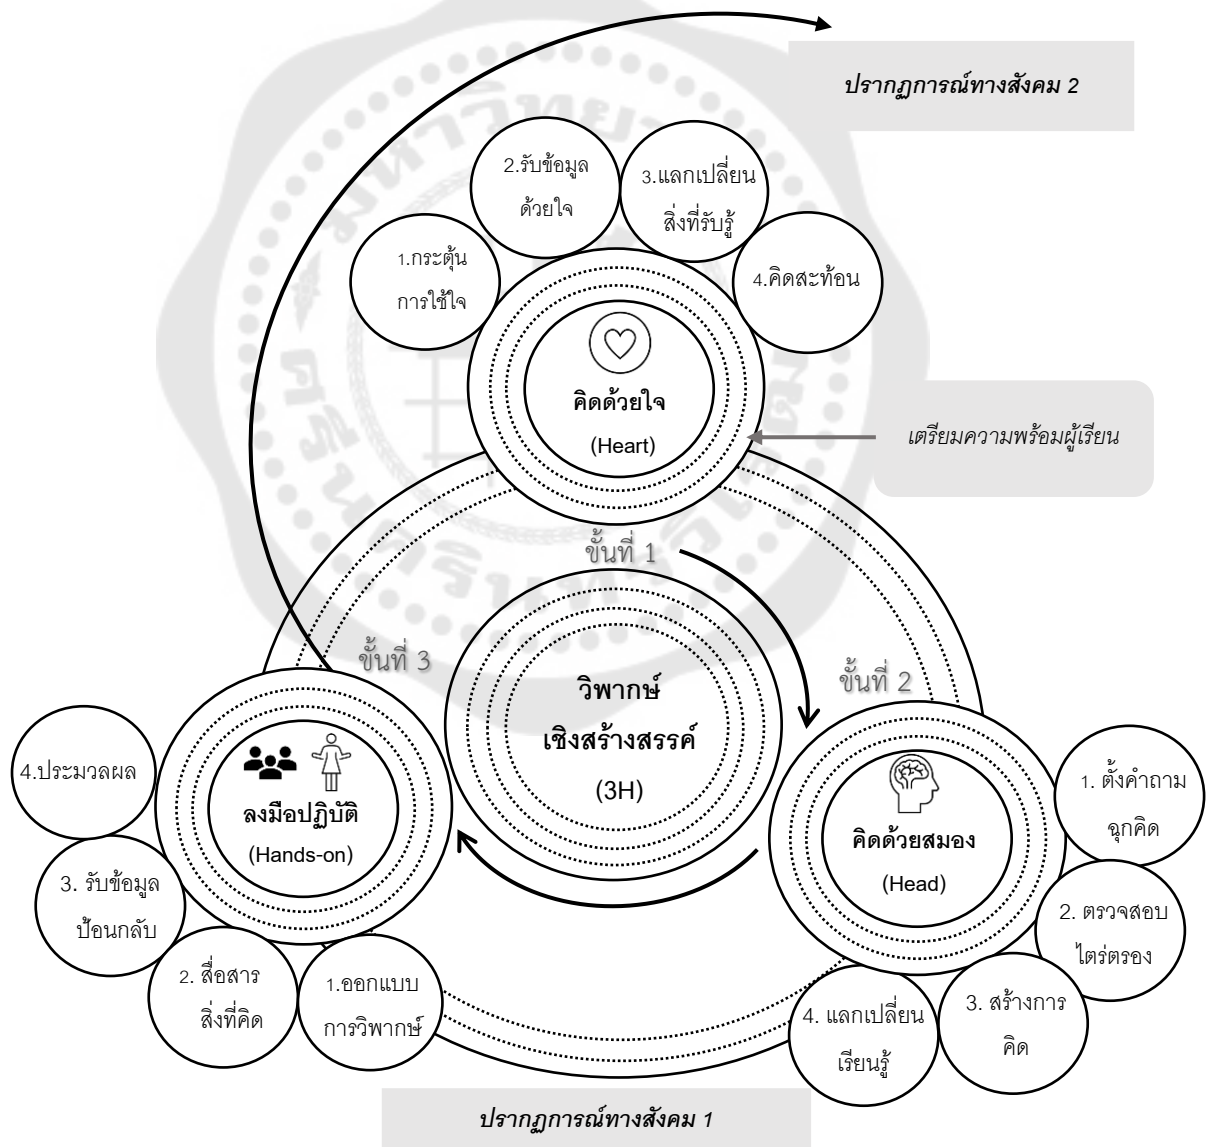 ปรากฏการณ์ทางสังคม 2
2.รับข้อมูล
ด้วยใจ
3.แลกเปลี่ยน
สิ่งที่รับรู้
1.กระตุ้น
การใช้ใจ
4.คิดสะท้อน
คิดด้วยใจ
(Heart)
เตรียมความพร้อมผู้เรียน
ขั้นที่ 1
ขั้นที่ 3
ขั้นที่ 2
วิพากษ์
เชิงสร้างสรรค์
(3H)
4.ประมวลผล
ลงมือปฏิบัติ
(Hands-on)
3. รับข้อมูล
ป้อนกลับ
2. สื่อสาร
สิ่งที่คิด
1.ออกแบบ
การวิพากษ์
คิดด้วยสมอง
(Head)
1. ตั้งคำถาม
ฉุกคิด
2. ตรวจสอบ
ไตร่ตรอง
3. สร้างการ
คิด
4. แลกเปลี่ยน
เรียนรู้
ปรากฏการณ์ทางสังคม 1